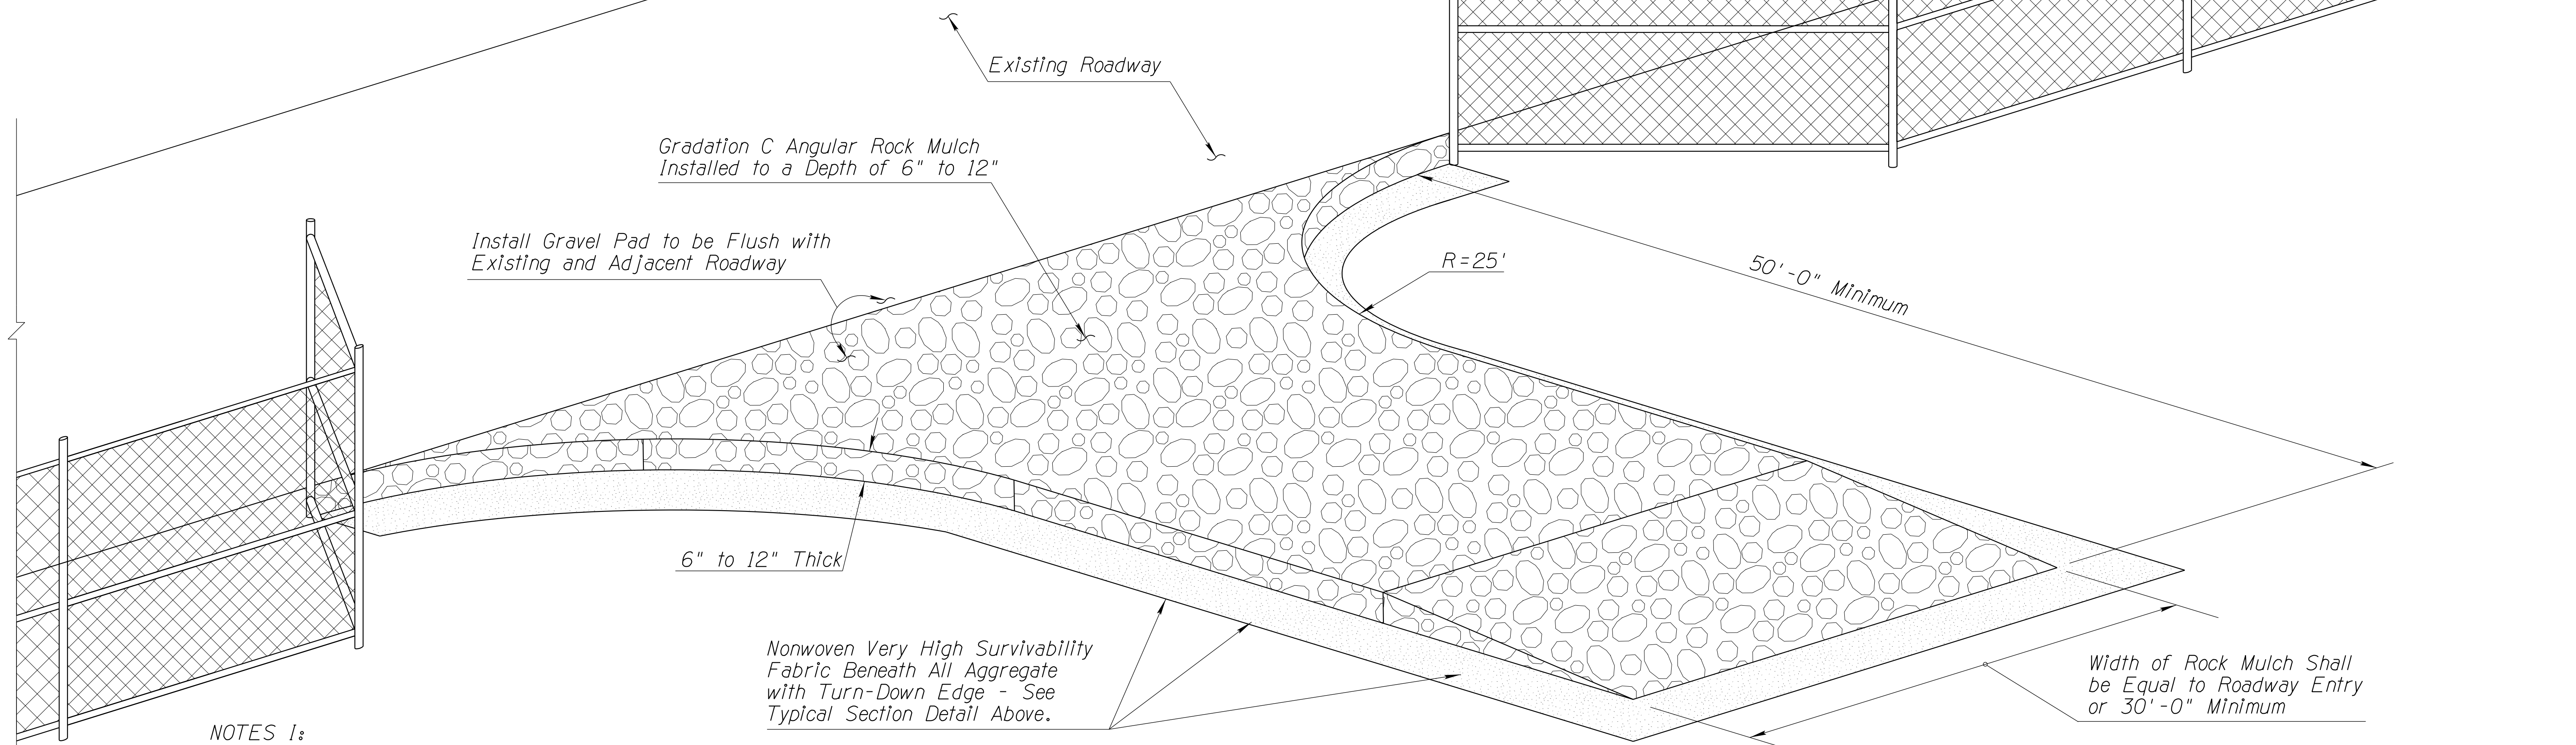 Existing Roadway
Gradation C Angular Rock Mulch
Installed to a Depth of 6" to 12"
Install Gravel Pad to be Flush with
Existing and Adjacent Roadway
R=25'
50'-0" Minimum
6" to 12" Thick
Nonwoven Very High Survivability
Fabric Beneath All Aggregate
with Turn-Down Edge - See
Typical Section Detail Above.
Width of Rock Mulch Shall
be Equal to Roadway Entry
or 30'-0" Minimum
NOTES 1: